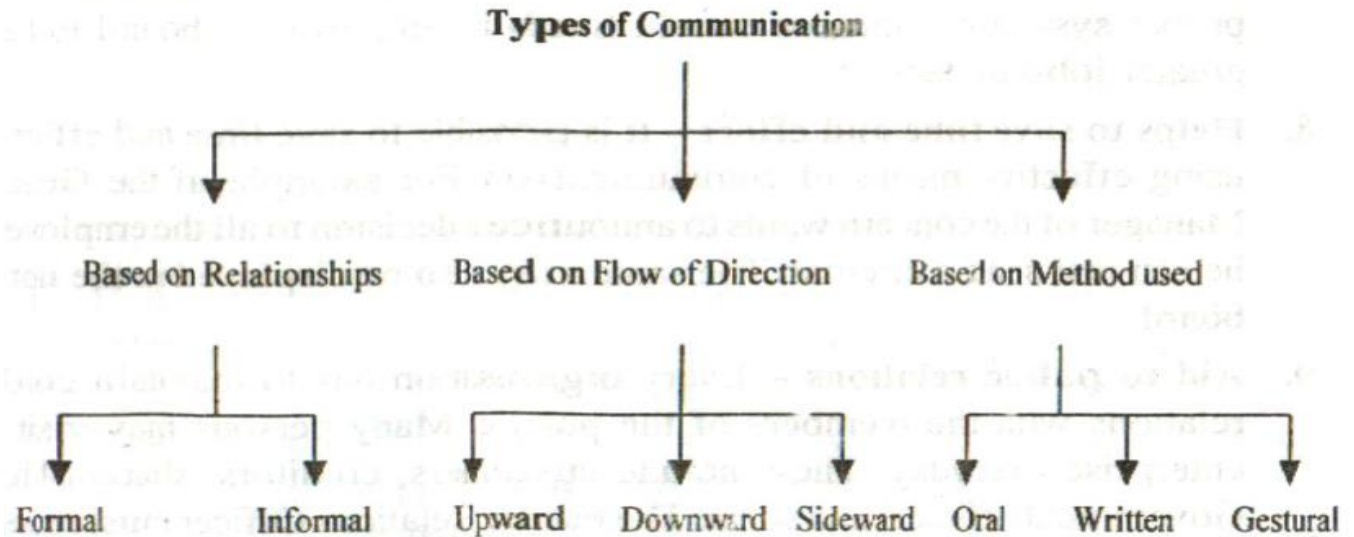 Types of Communication
Based on Relationships Based on Flow of Direction Based on Method used
Formal Informal Upward Downward Sideward Oral Written Gestural